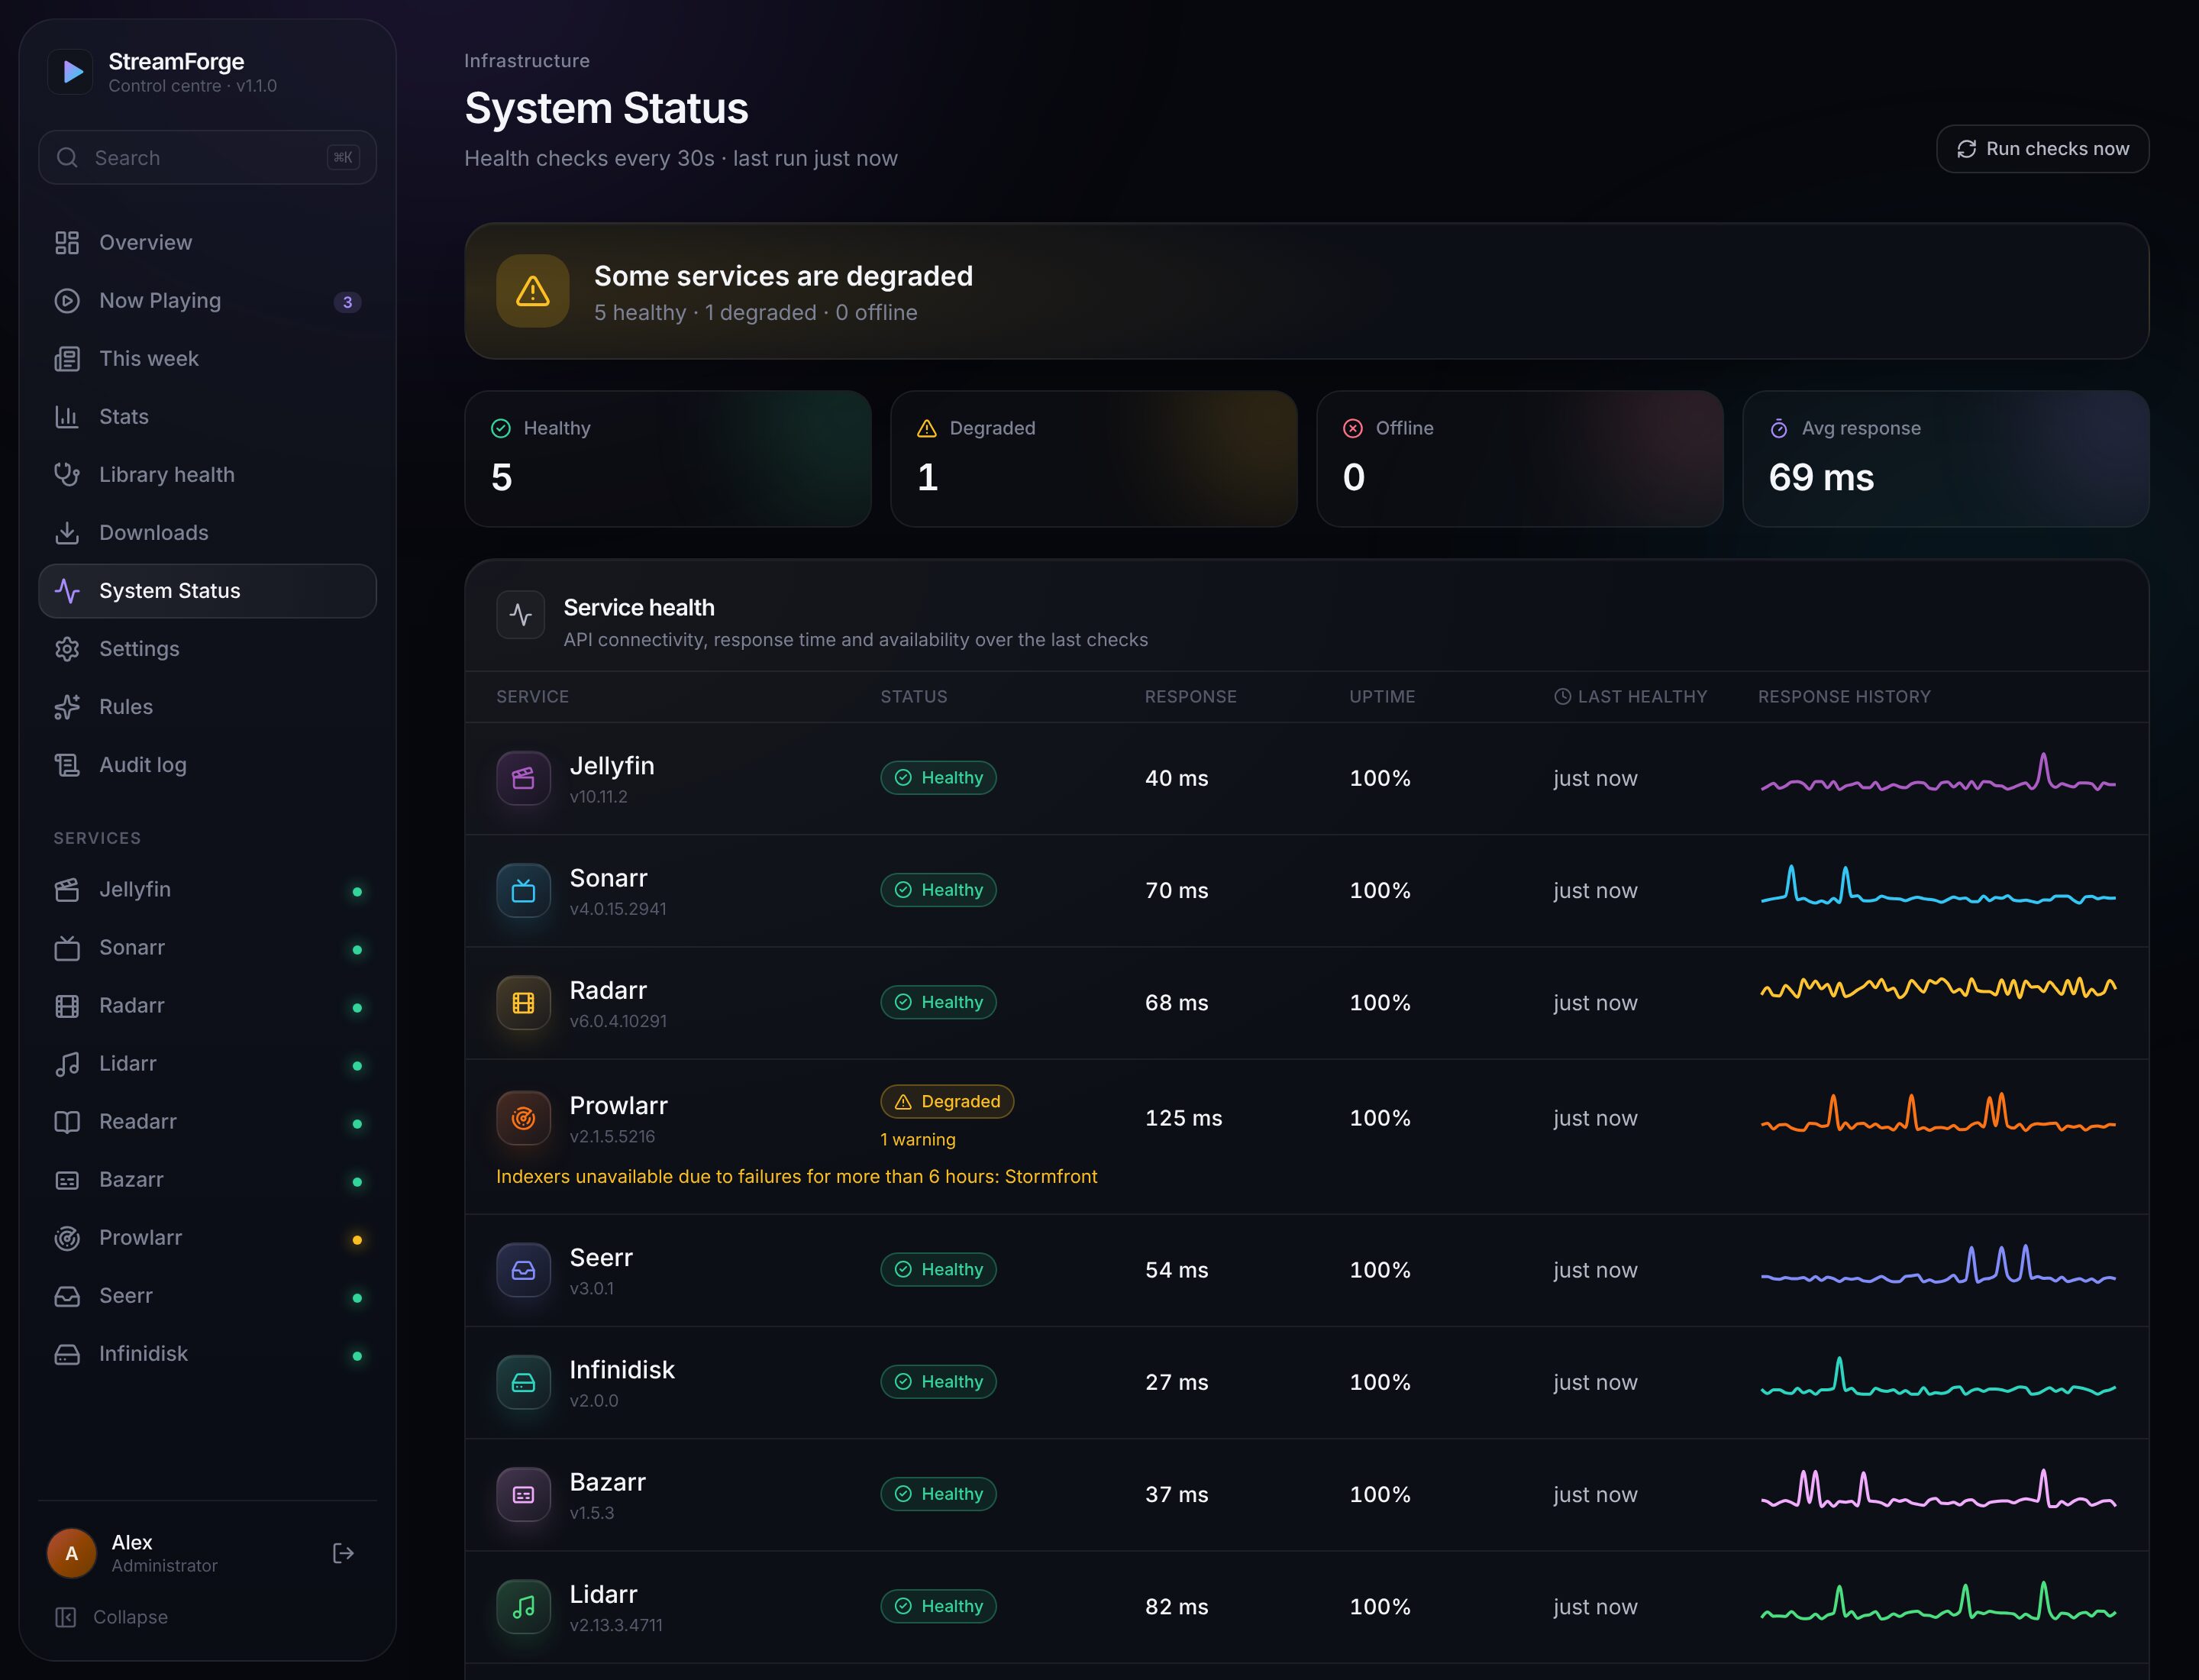 StreamForge
Control centre · v1.1.0
Search
⌘K
Overview
Now Playing
3
This week
Stats
Library health
Downloads
System Status
Settings
Rules
Audit log
SERVICES
Jellyfin
Sonarr
Radarr
Lidarr
Readarr
Bazarr
Prowlarr
Seerr
Infinidisk
A
Alex
Administrator
Collapse
Infrastructure
System Status
Health checks every 30s · last run just now
Run checks now
Some services are degraded
5 healthy · 1 degraded · 0 offline
Healthy
5
Degraded
1
Offline
0
Avg response
69 ms
Service health
API connectivity, response time and availability over the last checks
SERVICE STATUS RESPONSE UPTIME LAST HEALTHY RESPONSE HISTORY
Jellyfin
v10.11.2
Healthy
40 ms
100%
just now
Sonarr
v4.0.15.2941
Healthy
70 ms
100%
just now
Radarr
v6.0.4.10291
Healthy
68 ms
100%
just now
Prowlarr
v2.1.5.5216
Degraded
1 warning
125 ms
100%
just now
Indexers unavailable due to failures for more than 6 hours: Stormfront
Seerr
v3.0.1
Healthy
54 ms
100%
just now
Infinidisk
v2.0.0
Healthy
27 ms
100%
just now
Bazarr
v1.5.3
Healthy
37 ms
100%
just now
Lidarr
v2.13.3.4711
Healthy
82 ms
100%
just now